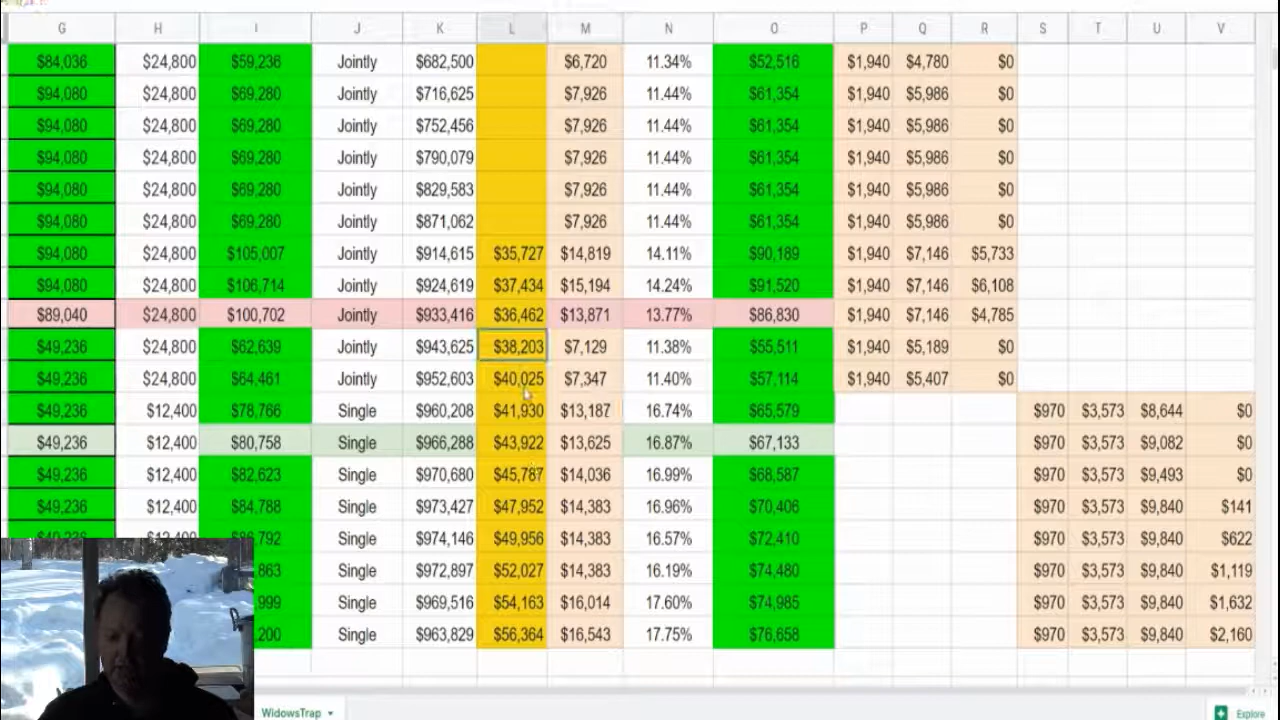 G H I J K L M N O P Q R S T U V
$84,036 $24,800 $59,236 Jointly $682,500 $6,720 11.34% $52,516 $1,940 $4,780 $0
$94,080 $24,800 $69,280 Jointly $716,625 $7,926 11.44% $61,354 $1,940 $5,986 $0
$94,080 $24,800 $69,280 Jointly $752,456 $7,926 11.44% $61,354 $1,940 $5,986 $0
$94,080 $24,800 $69,280 Jointly $790,079 $7,926 11.44% $61,354 $1,940 $5,986 $0
$94,080 $24,800 $69,280 Jointly $829,583 $7,926 11.44% $61,354 $1,940 $5,986 $0
$94,080 $24,800 $69,280 Jointly $871,062 $7,926 11.44% $61,354 $1,940 $5,986 $0
$94,080 $24,800 $105,007 Jointly $914,615 $35,727 $14,819 14.11% $90,189 $1,940 $7,146 $5,733
$94,080 $24,800 $106,714 Jointly $924,619 $37,434 $15,194 14.24% $91,520 $1,940 $7,146 $6,108
$89,040 $24,800 $100,702 Jointly $933,416 $36,462 $13,871 13.77% $86,830 $1,940 $7,146 $4,785
$49,236 $24,800 $62,639 Jointly $943,625 $38,203 $7,129 11.38% $55,511 $1,940 $5,189 $0
$49,236 $24,800 $64,461 Jointly $952,603 $40,025 $7,347 11.40% $57,114 $1,940 $5,407 $0
$49,236 $12,400 $78,766 Single $960,208 $41,930 $13,187 16.74% $65,579 $970 $3,573 $8,644 $0
$49,236 $12,400 $80,758 Single $966,288 $43,922 $13,625 16.87% $67,133 $970 $3,573 $9,082 $0
$49,236 $12,400 $82,623 Single $970,680 $45,787 $14,036 16.99% $68,587 $970 $3,573 $9,493 $0
$49,236 $12,400 $84,788 Single $973,427 $47,952 $14,383 16.96% $70,406 $970 $3,573 $9,840 $141
,792 Single $974,146 $49,956 $14,383 16.57% $72,410 $970 $3,573 $9,840 $622
,863 Single $972,897 $52,027 $14,383 16.19% $74,480 $970 $3,573 $9,840 $1,119
,999 Single $969,516 $54,163 $16,014 17.60% $74,985 $970 $3,573 $9,840 $1,632
,200 Single $963,829 $56,364 $16,543 17.75% $76,658 $970 $3,573 $9,840 $2,160
WidowsTrap Explore